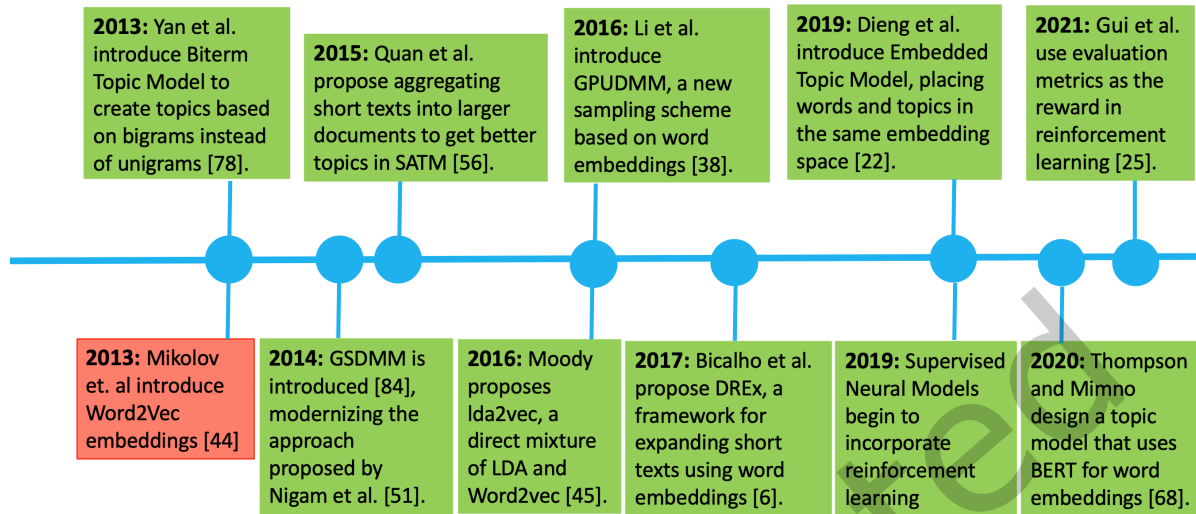 2013: Yan et al.
introduce Biterm
Topic Model to
create topics based
on bigrams instead
of unigrams [78].
2015: Quan et al.
propose aggregating
short texts into larger
documents to get better
topics in SATM [56].
2016: Li et al.
introduce
GPUDMM, a new
sampling scheme
based on word
embeddings [38].
2019: Dieng et al.
introduce Embedded
Topic Model, placing
words and topics in
the same embedding
space [22].
2021: Gui et al.
use evaluation
metrics as the
reward in
reinforcement
learning [25].
2013: Mikolov
et. al introduce
Word2Vec
embeddings [44]
2014: GSDMM is
introduced [84],
modernizing the
approach
proposed by
Nigam et al. [51].
2016: Moody
proposes
lda2vec, a
direct mixture
of LDA and
Word2vec [45].
2017: Bicalho et al.
propose DREx, a
framework for
expanding short
texts using word
embeddings [6].
2019: Supervised
Neural Models
begin to
incorporate
reinforcement
learning
2020: Thompson
and Mimno
design a topic
model that uses
BERT for word
embeddings [68].
ted